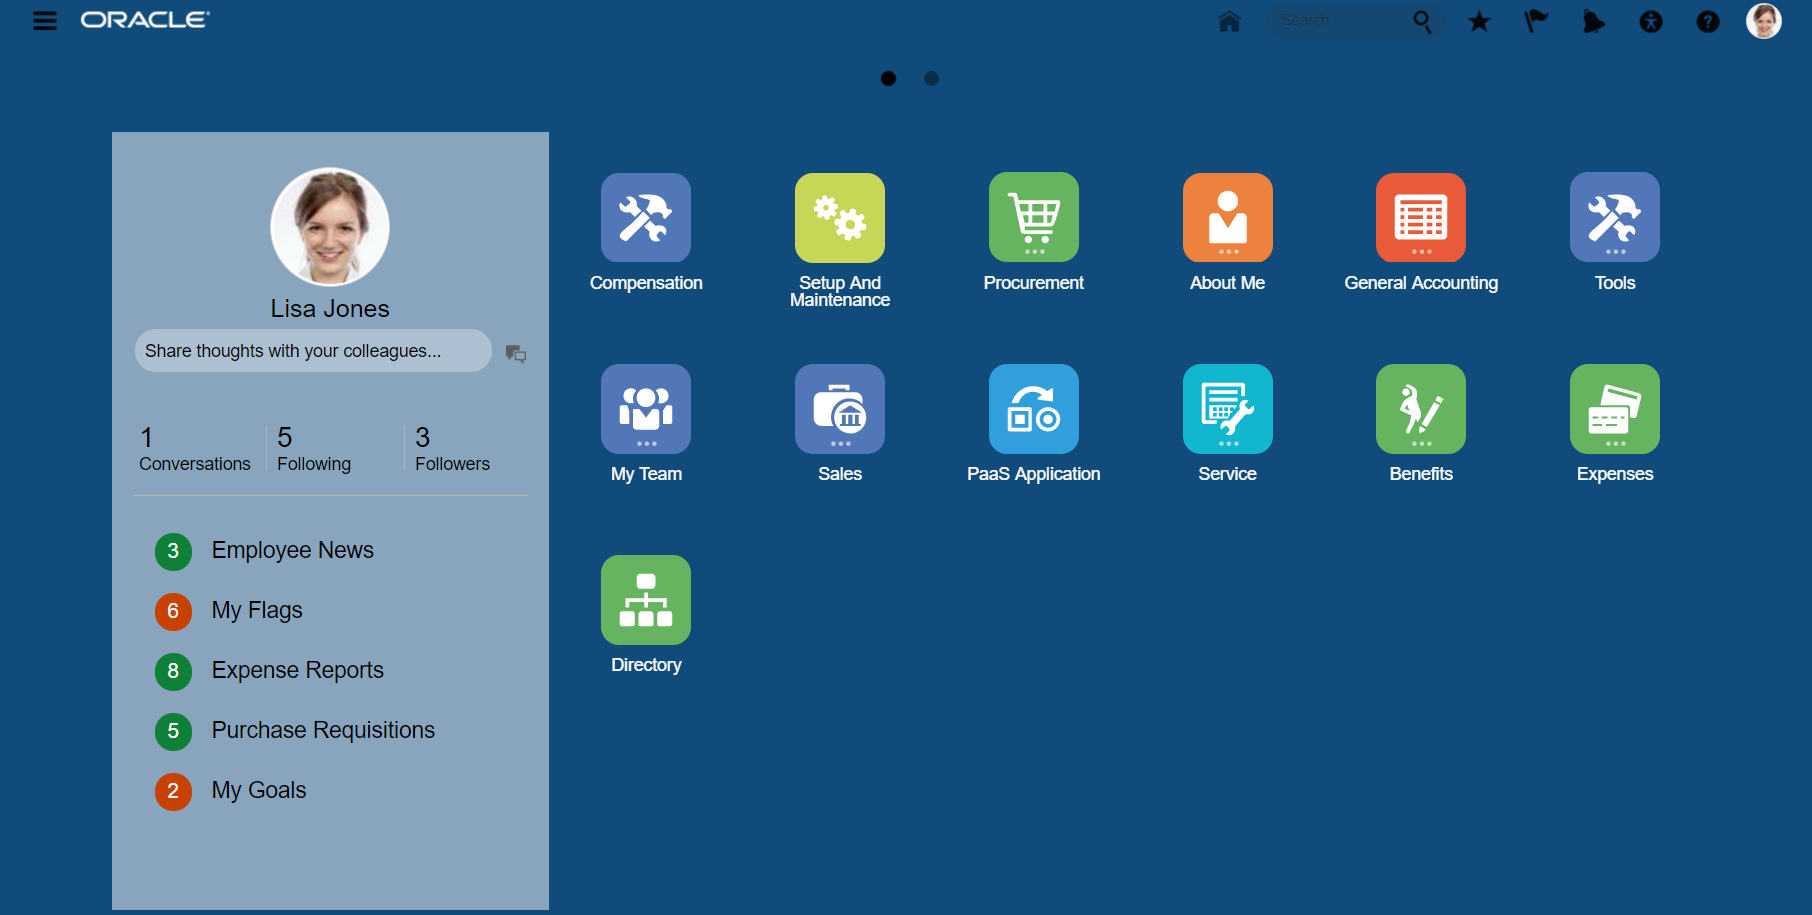 ORACLE
Search
Lisa Jones
Share thoughts with your colleagues...
1
Conversations
5
Following
3
Followers
3 Employee News
6 My Flags
8 Expense Reports
5 Purchase Requisitions
2 My Goals
Compensation
Setup And
Maintenance
Procurement
About Me
General Accounting
Tools
My Team
Sales
PaaS Application
Service
Benefits
Expenses
Directory